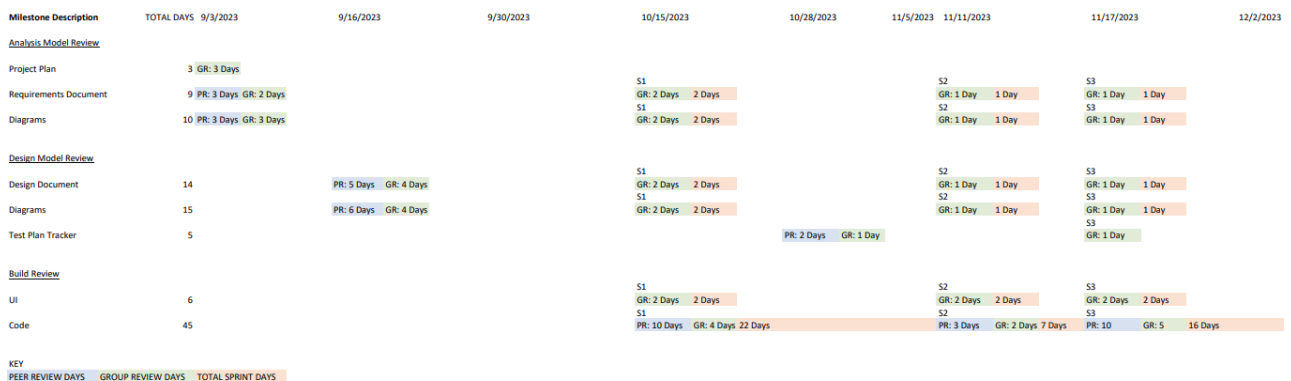 Milestone Description TOTAL DAYS 9/3/2023 9/16/2023 9/30/2023 10/15/2023 10/28/2023 11/5/2023 11/11/2023 11/17/2023 12/2/2023
Analysis Model Review
Project Plan 3 GR: 3 Days
S1 S2 S3
Requirements Document 9 PR: 3 Days GR: 2 Days GR: 2 Days 2 Days GR: 1 Day 1 Day GR: 1 Day 1 Day
S1 S2 S3
Diagrams 10 PR: 3 Days GR: 3 Days GR: 2 Days 2 Days GR: 1 Day 1 Day GR: 1 Day 1 Day
Design Model Review
S1 S2 S3
Design Document 14 PR: 5 Days GR: 4 Days GR: 2 Days 2 Days GR: 1 Day 1 Day GR: 1 Day 1 Day
S1 S2 S3
Diagrams 15 PR: 6 Days GR: 4 Days GR: 2 Days 2 Days GR: 1 Day 1 Day GR: 1 Day 1 Day
S3
Test Plan Tracker 5 PR: 2 Days GR: 1 Day GR: 1 Day
Build Review
S1 S2 S3
UI 6 GR: 2 Days 2 Days GR: 2 Days 2 Days GR: 2 Days 2 Days
S1 S2 S3
Code 45 PR: 10 Days GR: 4 Days 22 Days PR: 3 Days GR: 2 Days 7 Days PR: 10 GR: 5 16 Days
KEY
PEER REVIEW DAYS GROUP REVIEW DAYS TOTAL SPRINT DAYS